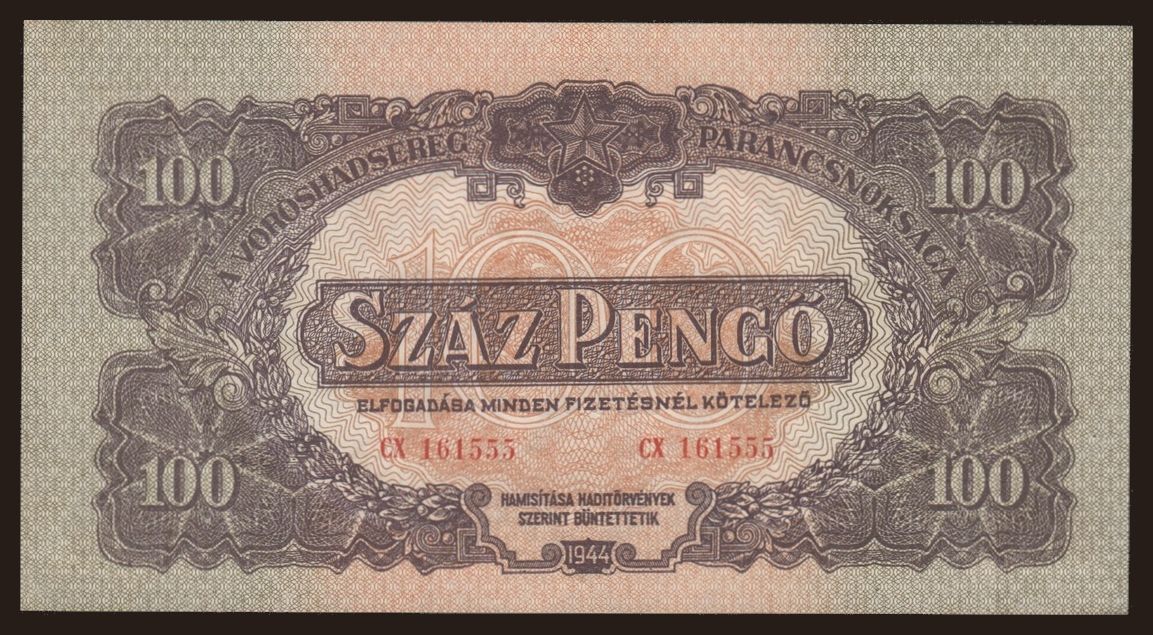 A VÖRÖSHADSEREG PARANCSNOKSÁGA
100 100
100
SZÁZ PENGŐ
ELFOGADÁSA MINDEN FIZETÉSNÉL KÖTELEZŐ
CX 161555 CX 161555
100 100
HAMISÍTÁSA HADITÖRVÉNYEK
SZERINT BÜNTETTETIK
1944